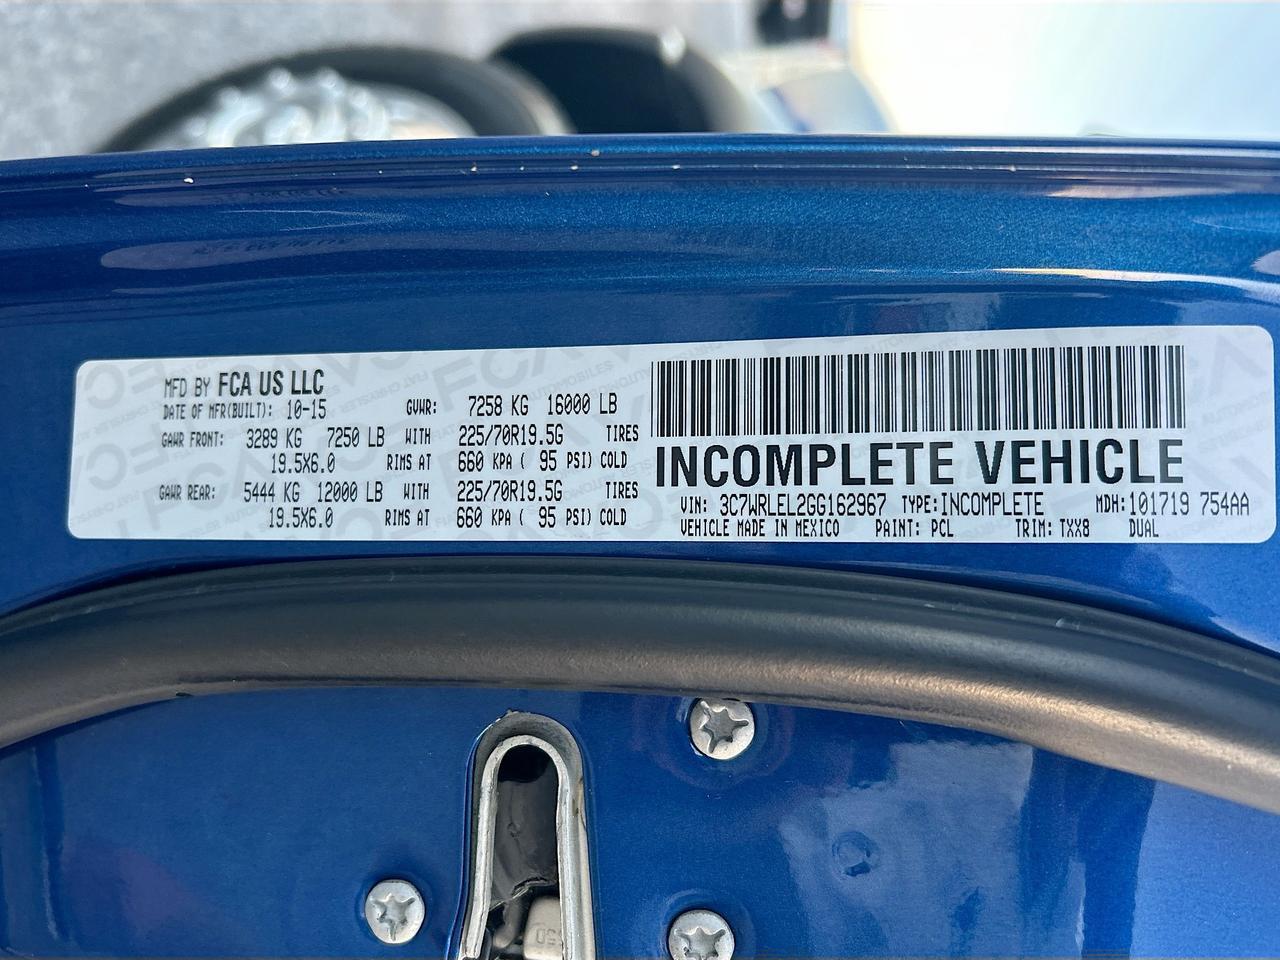 MFD BY FCA US LLC
DATE OF MFR(BUILT): 10-15 GVWR: 7258 KG 16000 LB
GAWR FRONT: 3289 KG 7250 LB WITH 225/70R19.5G TIRES
19.5X6.0 RIMS AT 660 KPA ( 95 PSI) COLD
GAWR REAR: 5444 KG 12000 LB WITH 225/70R19.5G TIRES
19.5X6.0 RIMS AT 660 KPA ( 95 PSI) COLD
INCOMPLETE VEHICLE
VIN: 3C7WRLEL2GG162967 TYPE:INCOMPLETE MDH:101719 754AA
VEHICLE MADE IN MEXICO PAINT: PCL TRIM: TXX8 DUAL